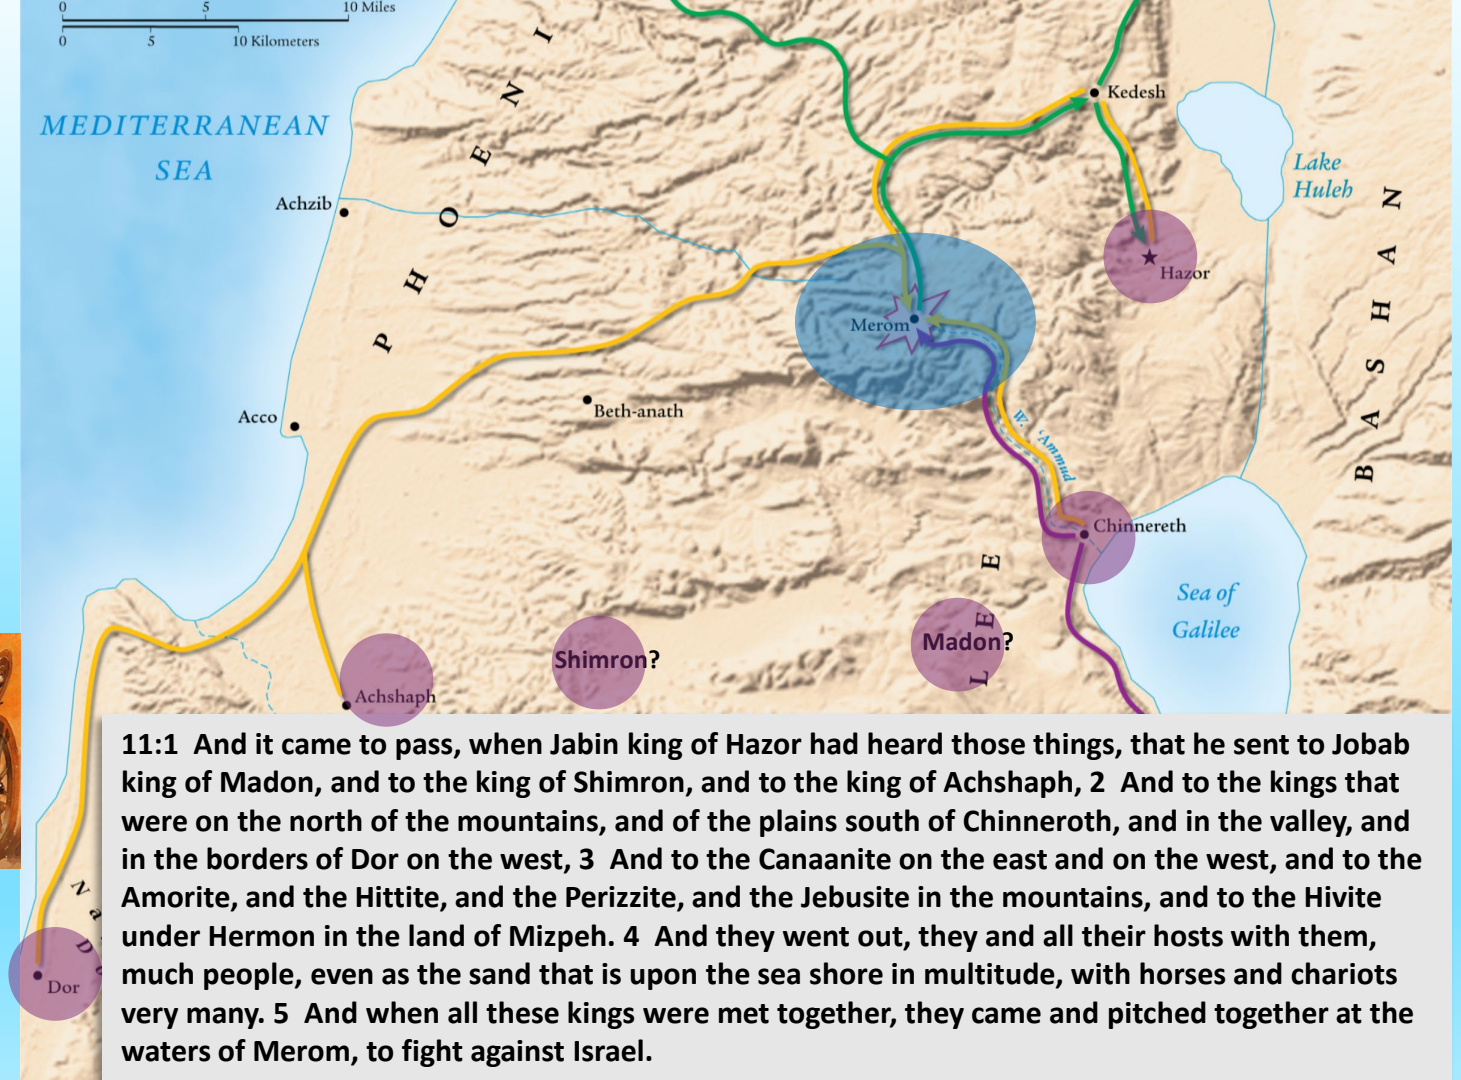 0 5 10 Miles
0 5 10 Kilometers
MEDITERRANEAN
SEA
PHOENI
Kedesh
Lake
Huleh
Achzib
Hazor
BASHAN
Merom
Beth-anath
Acco
W. ‘Ammud
Chinnereth
Sea of
Galilee
LEE
Madon?
Shimron?
Achshaph
Na
Do
Dor
11:1 And it came to pass, when Jabin king of Hazor had heard those things, that he sent to Jobab
king of Madon, and to the king of Shimron, and to the king of Achshaph, 2 And to the kings that
were on the north of the mountains, and of the plains south of Chinneroth, and in the valley, and
in the borders of Dor on the west, 3 And to the Canaanite on the east and on the west, and to the
Amorite, and the Hittite, and the Perizzite, and the Jebusite in the mountains, and to the Hivite
under Hermon in the land of Mizpeh. 4 And they went out, they and all their hosts with them,
much people, even as the sand that is upon the sea shore in multitude, with horses and chariots
very many. 5 And when all these kings were met together, they came and pitched together at the
waters of Merom, to fight against Israel.